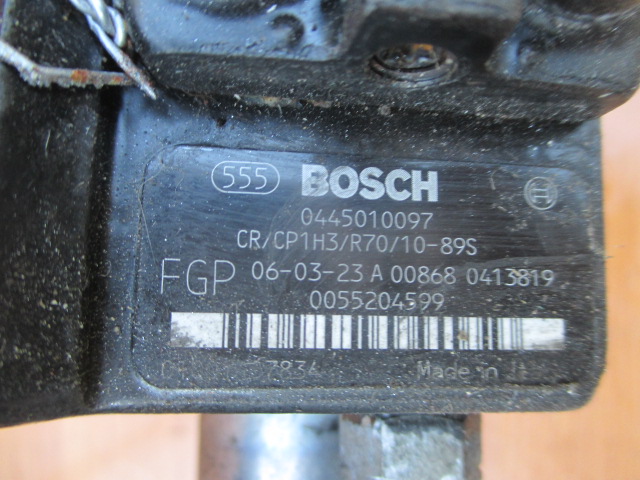 555 BOSCH
0445010097
CR/CP1H3/R70/10-89S
FGP 06-03-23 A 00868 0413819
0055204599
Made in